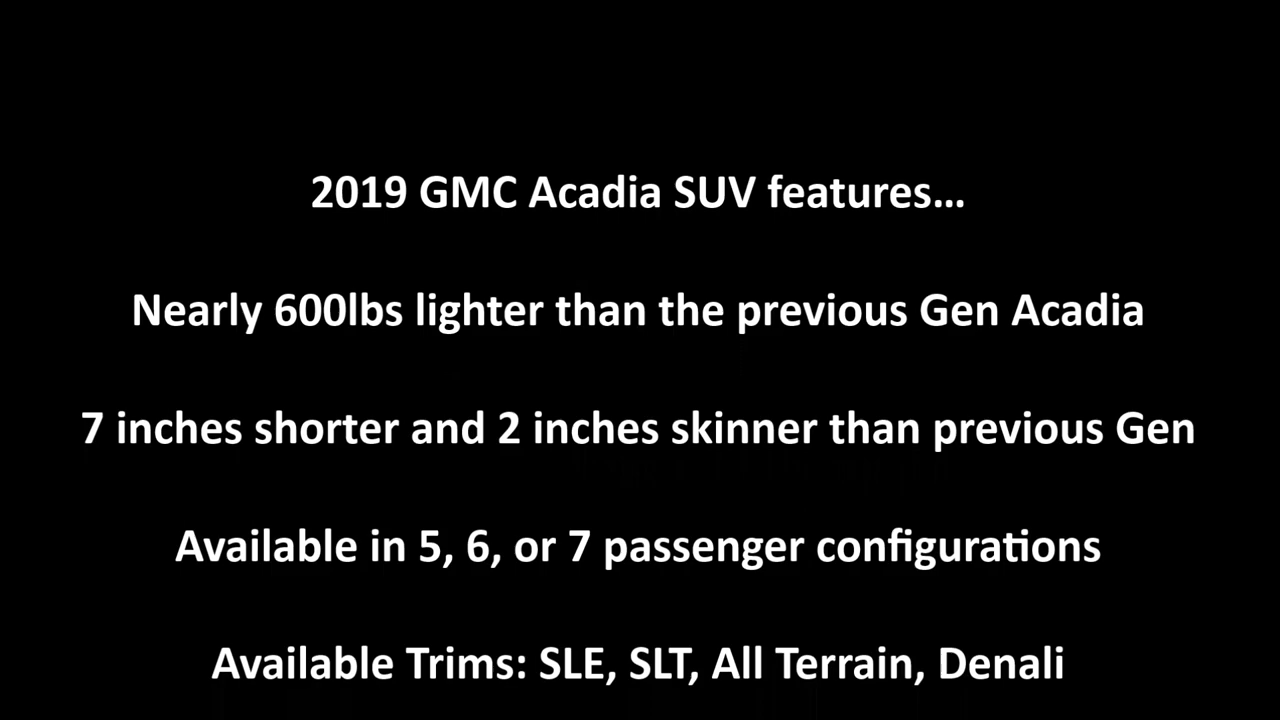 2019 GMC Acadia SUV features…
Nearly 600lbs lighter than the previous Gen Acadia
7 inches shorter and 2 inches skinner than previous Gen
Available in 5, 6, or 7 passenger configurations
Available Trims: SLE, SLT, All Terrain, Denali